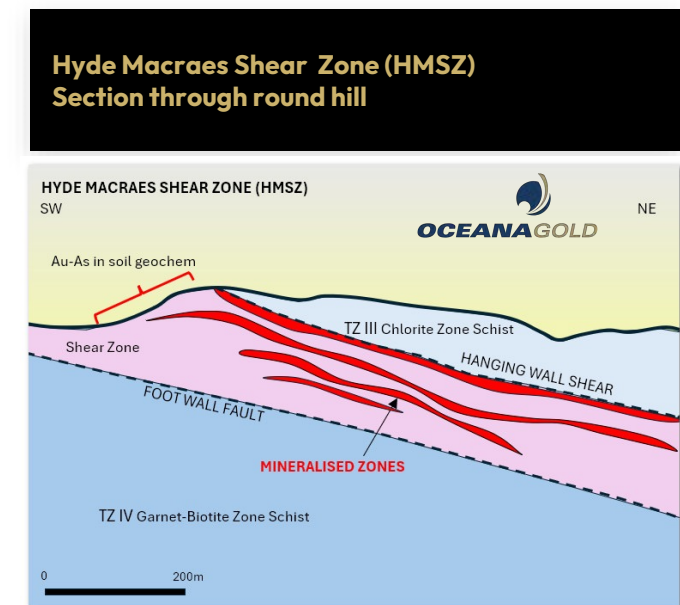 Hyde Macraes Shear Zone (HMSZ)
Section through round hill
HYDE MACRAES SHEAR ZONE (HMSZ)
SW
NE
OCEANAGOLD
Au-As in soil geochem
TZ III Chlorite Zone Schist
Shear Zone
HANGING WALL SHEAR
FOOT WALL FAULT
MINERALISED ZONES
TZ IV Garnet-Biotite Zone Schist
0 200m